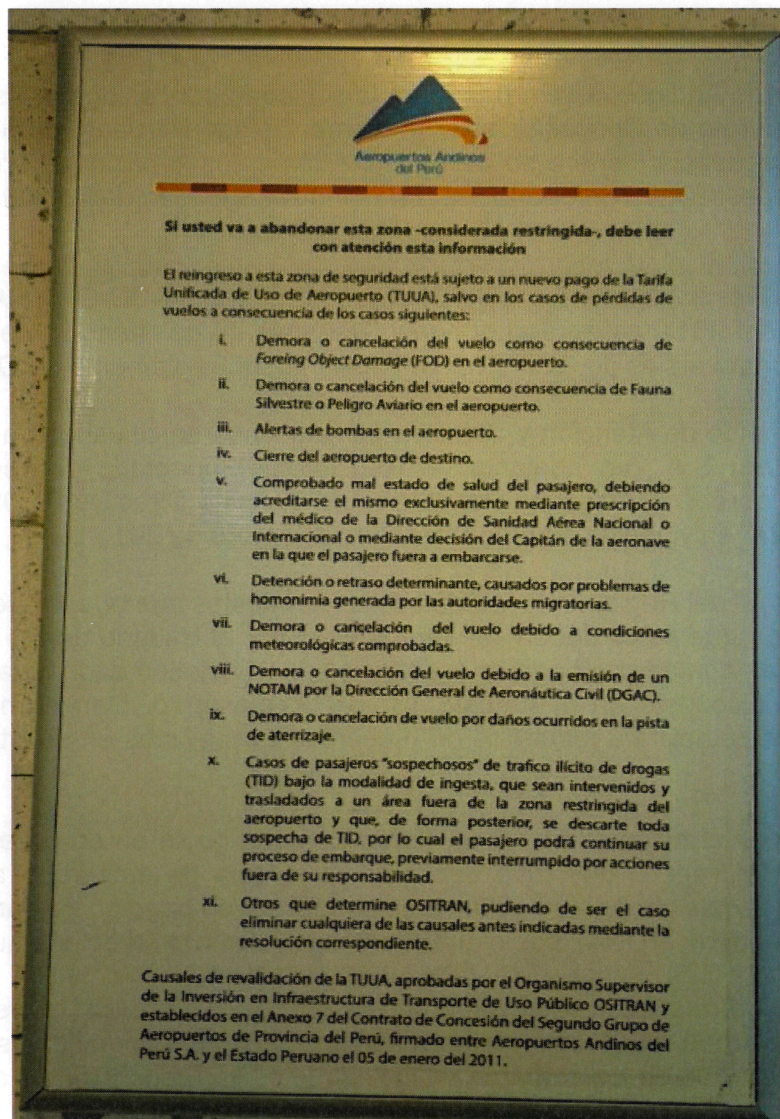 Aeropuertos Andinos
del Perú
Si usted va a abandonar esta zona -considerada restringida-, debe leer
con atención esta información
El reingreso a esta zona de seguridad está sujeto a un nuevo pago de la Tarifa
Unificada de Uso de Aeropuerto (TUUA), salvo en los casos de pérdidas de
vuelos a consecuencia de los casos siguientes:
i. Demora o cancelación del vuelo como consecuencia de
Foreing Object Damage (FOD) en el aeropuerto.
ii. Demora o cancelación del vuelo como consecuencia de Fauna
Silvestre o Peligro Aviario en el aeropuerto.
iii. Alertas de bombas en el aeropuerto.
iv. Cierre del aeropuerto de destino.
v. Comprobado mal estado de salud del pasajero, debiendo
acreditarse el mismo exclusivamente mediante prescripción
del médico de la Dirección de Sanidad Aérea Nacional o
Internacional o mediante decisión del Capitán de la aeronave
en la que el pasajero fuera a embarcarse.
vi. Detención o retraso determinante, causados por problemas de
homonimia generada por las autoridades migratorias.
vii. Demora o cancelación del vuelo debido a condiciones
meteorológicas comprobadas.
viii. Demora o cancelación del vuelo debido a la emisión de un
NOTAM por la Dirección General de Aeronáutica Civil (DGAC).
ix. Demora o cancelación de vuelo por daños ocurridos en la pista
de aterrizaje.
x. Casos de pasajeros "sospechosos" de trafico ilícito de drogas
(TID) bajo la modalidad de ingesta, que sean intervenidos y
trasladados a un área fuera de la zona restringida del
aeropuerto y que, de forma posterior, se descarte toda
sospecha de TID, por lo cual el pasajero podrá continuar su
proceso de embarque, previamente interrumpido por acciones
fuera de su responsabilidad.
xi. Otros que determine OSITRAN, pudiendo de ser el caso
eliminar cualquiera de las causales antes indicadas mediante la
resolución correspondiente.
Causales de revalidación de la TUUA, aprobadas por el Organismo Supervisor
de la Inversión en Infraestructura de Transporte de Uso Público OSITRAN y
establecidos en el Anexo 7 del Contrato de Concesión del Segundo Grupo de
Aeropuertos de Provincia del Perú, firmado entre Aeropuertos Andinos del
Perú S.A. y el Estado Peruano el 05 de enero del 2011.